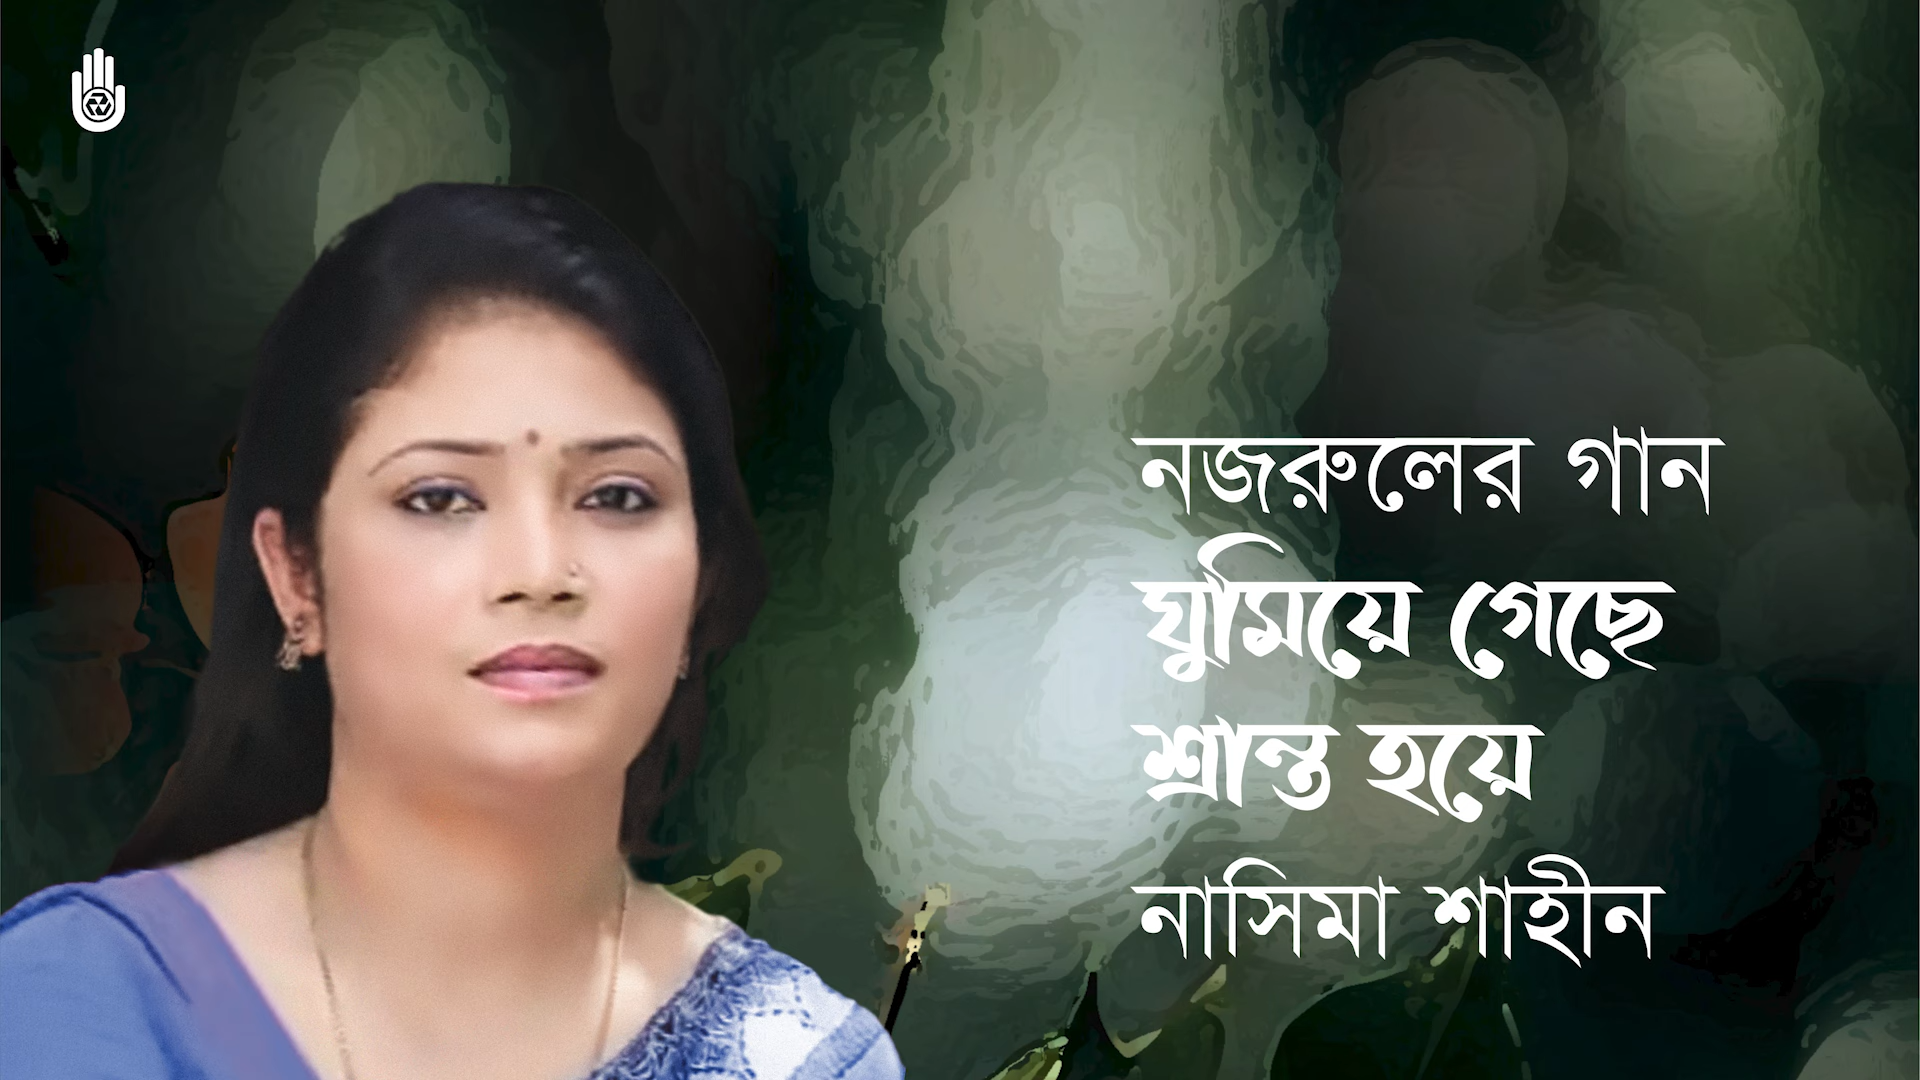 নজরুলের গান
ঘুমিয়ে গেছে
শ্রান্ত হয়ে
নাসিমা শাহীন